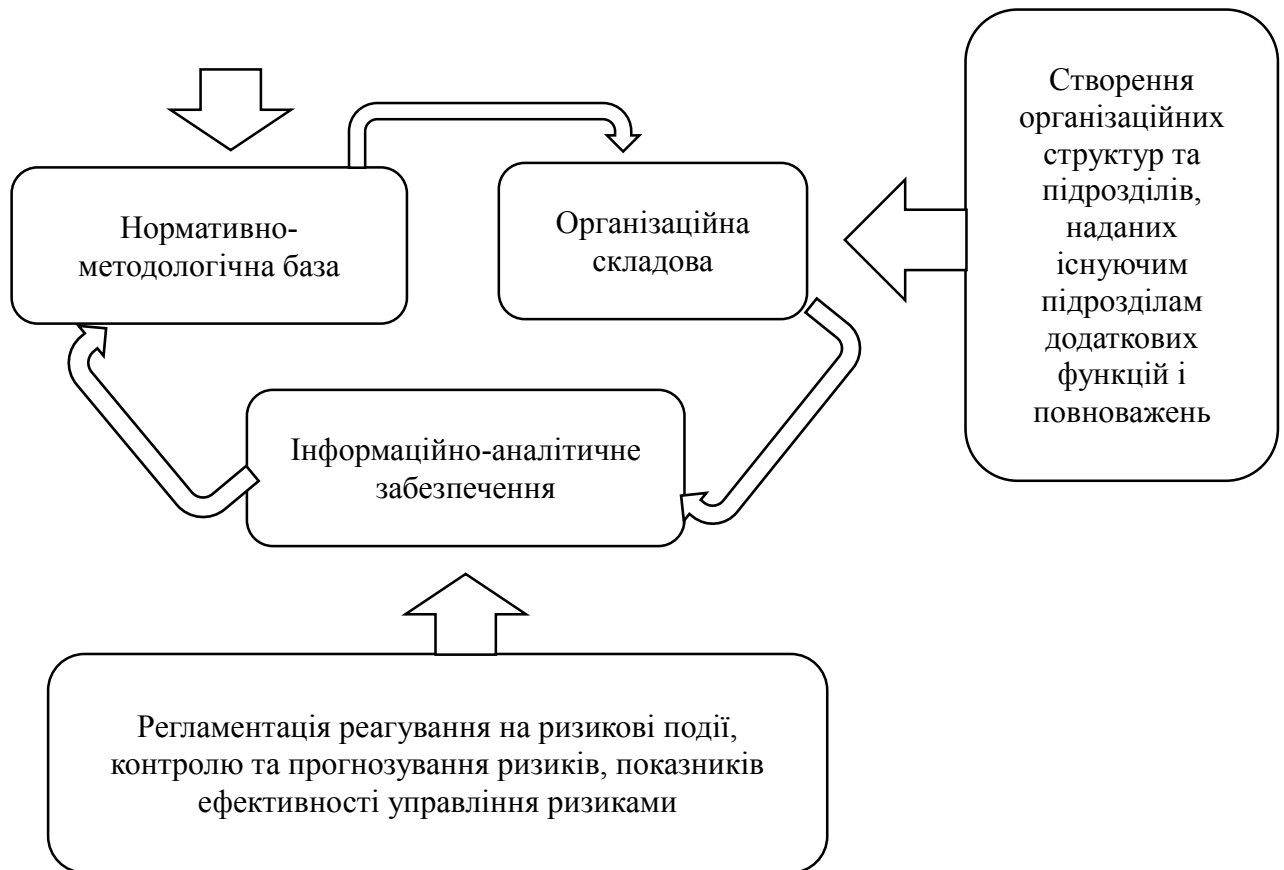 Нормативно-
методологічна база
Організаційна
складова
Створення
організаційних
структур та
підрозділів,
наданих
існуючим
підрозділам
додаткових
функцій і
повноважень
Інформаційно-аналітичне
забезпечення
Регламентація реагування на ризикові події,
контролю та прогнозування ризиків, показників
ефективності управління ризиками